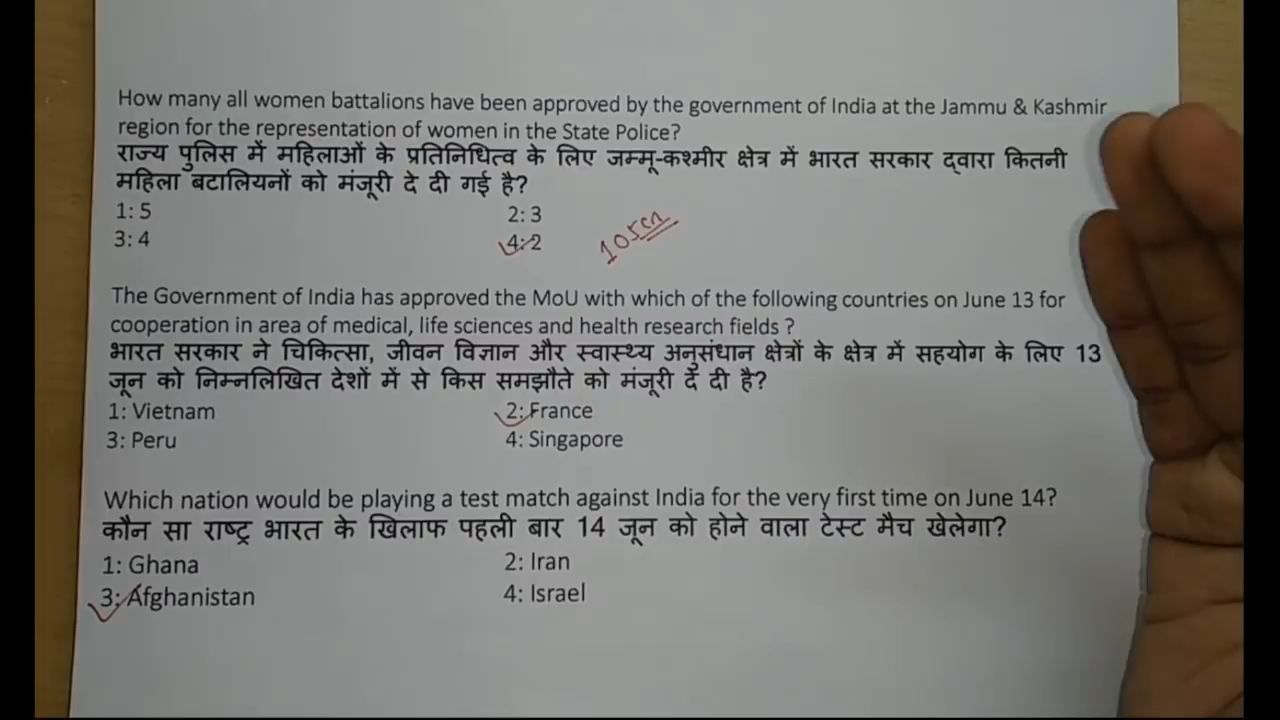 How many all women battalions have been approved by the government of India at the Jammu & Kashmir
region for the representation of women in the State Police?
राज्य पुलिस में महिलाओं के प्रतिनिधित्व के लिए जम्मू-कश्मीर क्षेत्र में भारत सरकार द्वारा कितनी
महिला बटालियनों को मंजूरी दे दी गई है?
1: 5 2: 3
3: 4 4: 2
The Government of India has approved the MoU with which of the following countries on June 13 for
cooperation in area of medical, life sciences and health research fields ?
भारत सरकार ने चिकित्सा, जीवन विज्ञान और स्वास्थ्य अनुसंधान क्षेत्रों के क्षेत्र में सहयोग के लिए 13
जून को निम्नलिखित देशों में से किस समझौते को मंजूरी दे दी है?
1: Vietnam 2: France
3: Peru 4: Singapore
Which nation would be playing a test match against India for the very first time on June 14?
कौन सा राष्ट्र भारत के खिलाफ पहली बार 14 जून को होने वाला टेस्ट मैच खेलेगा?
1: Ghana 2: Iran
3: Afghanistan 4: Israel